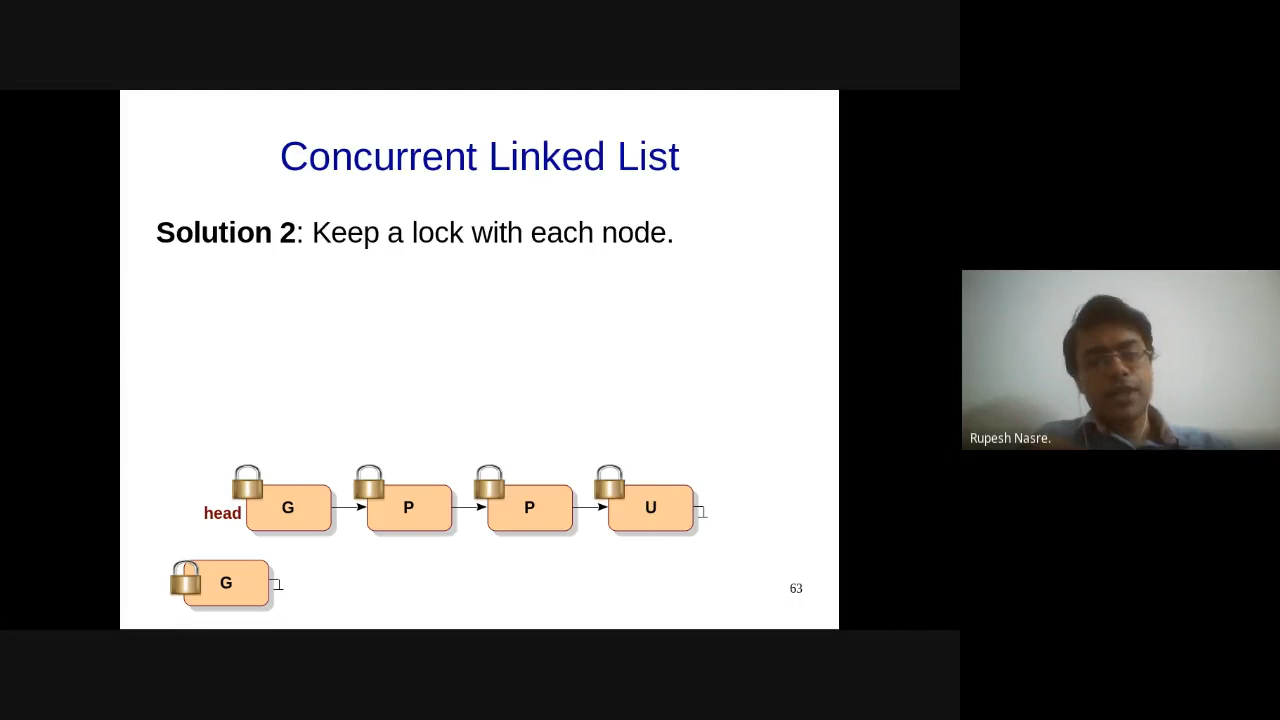 Concurrent Linked List
Solution 2: Keep a lock with each node.
head G P P U
G
63
Rupesh Nasre.